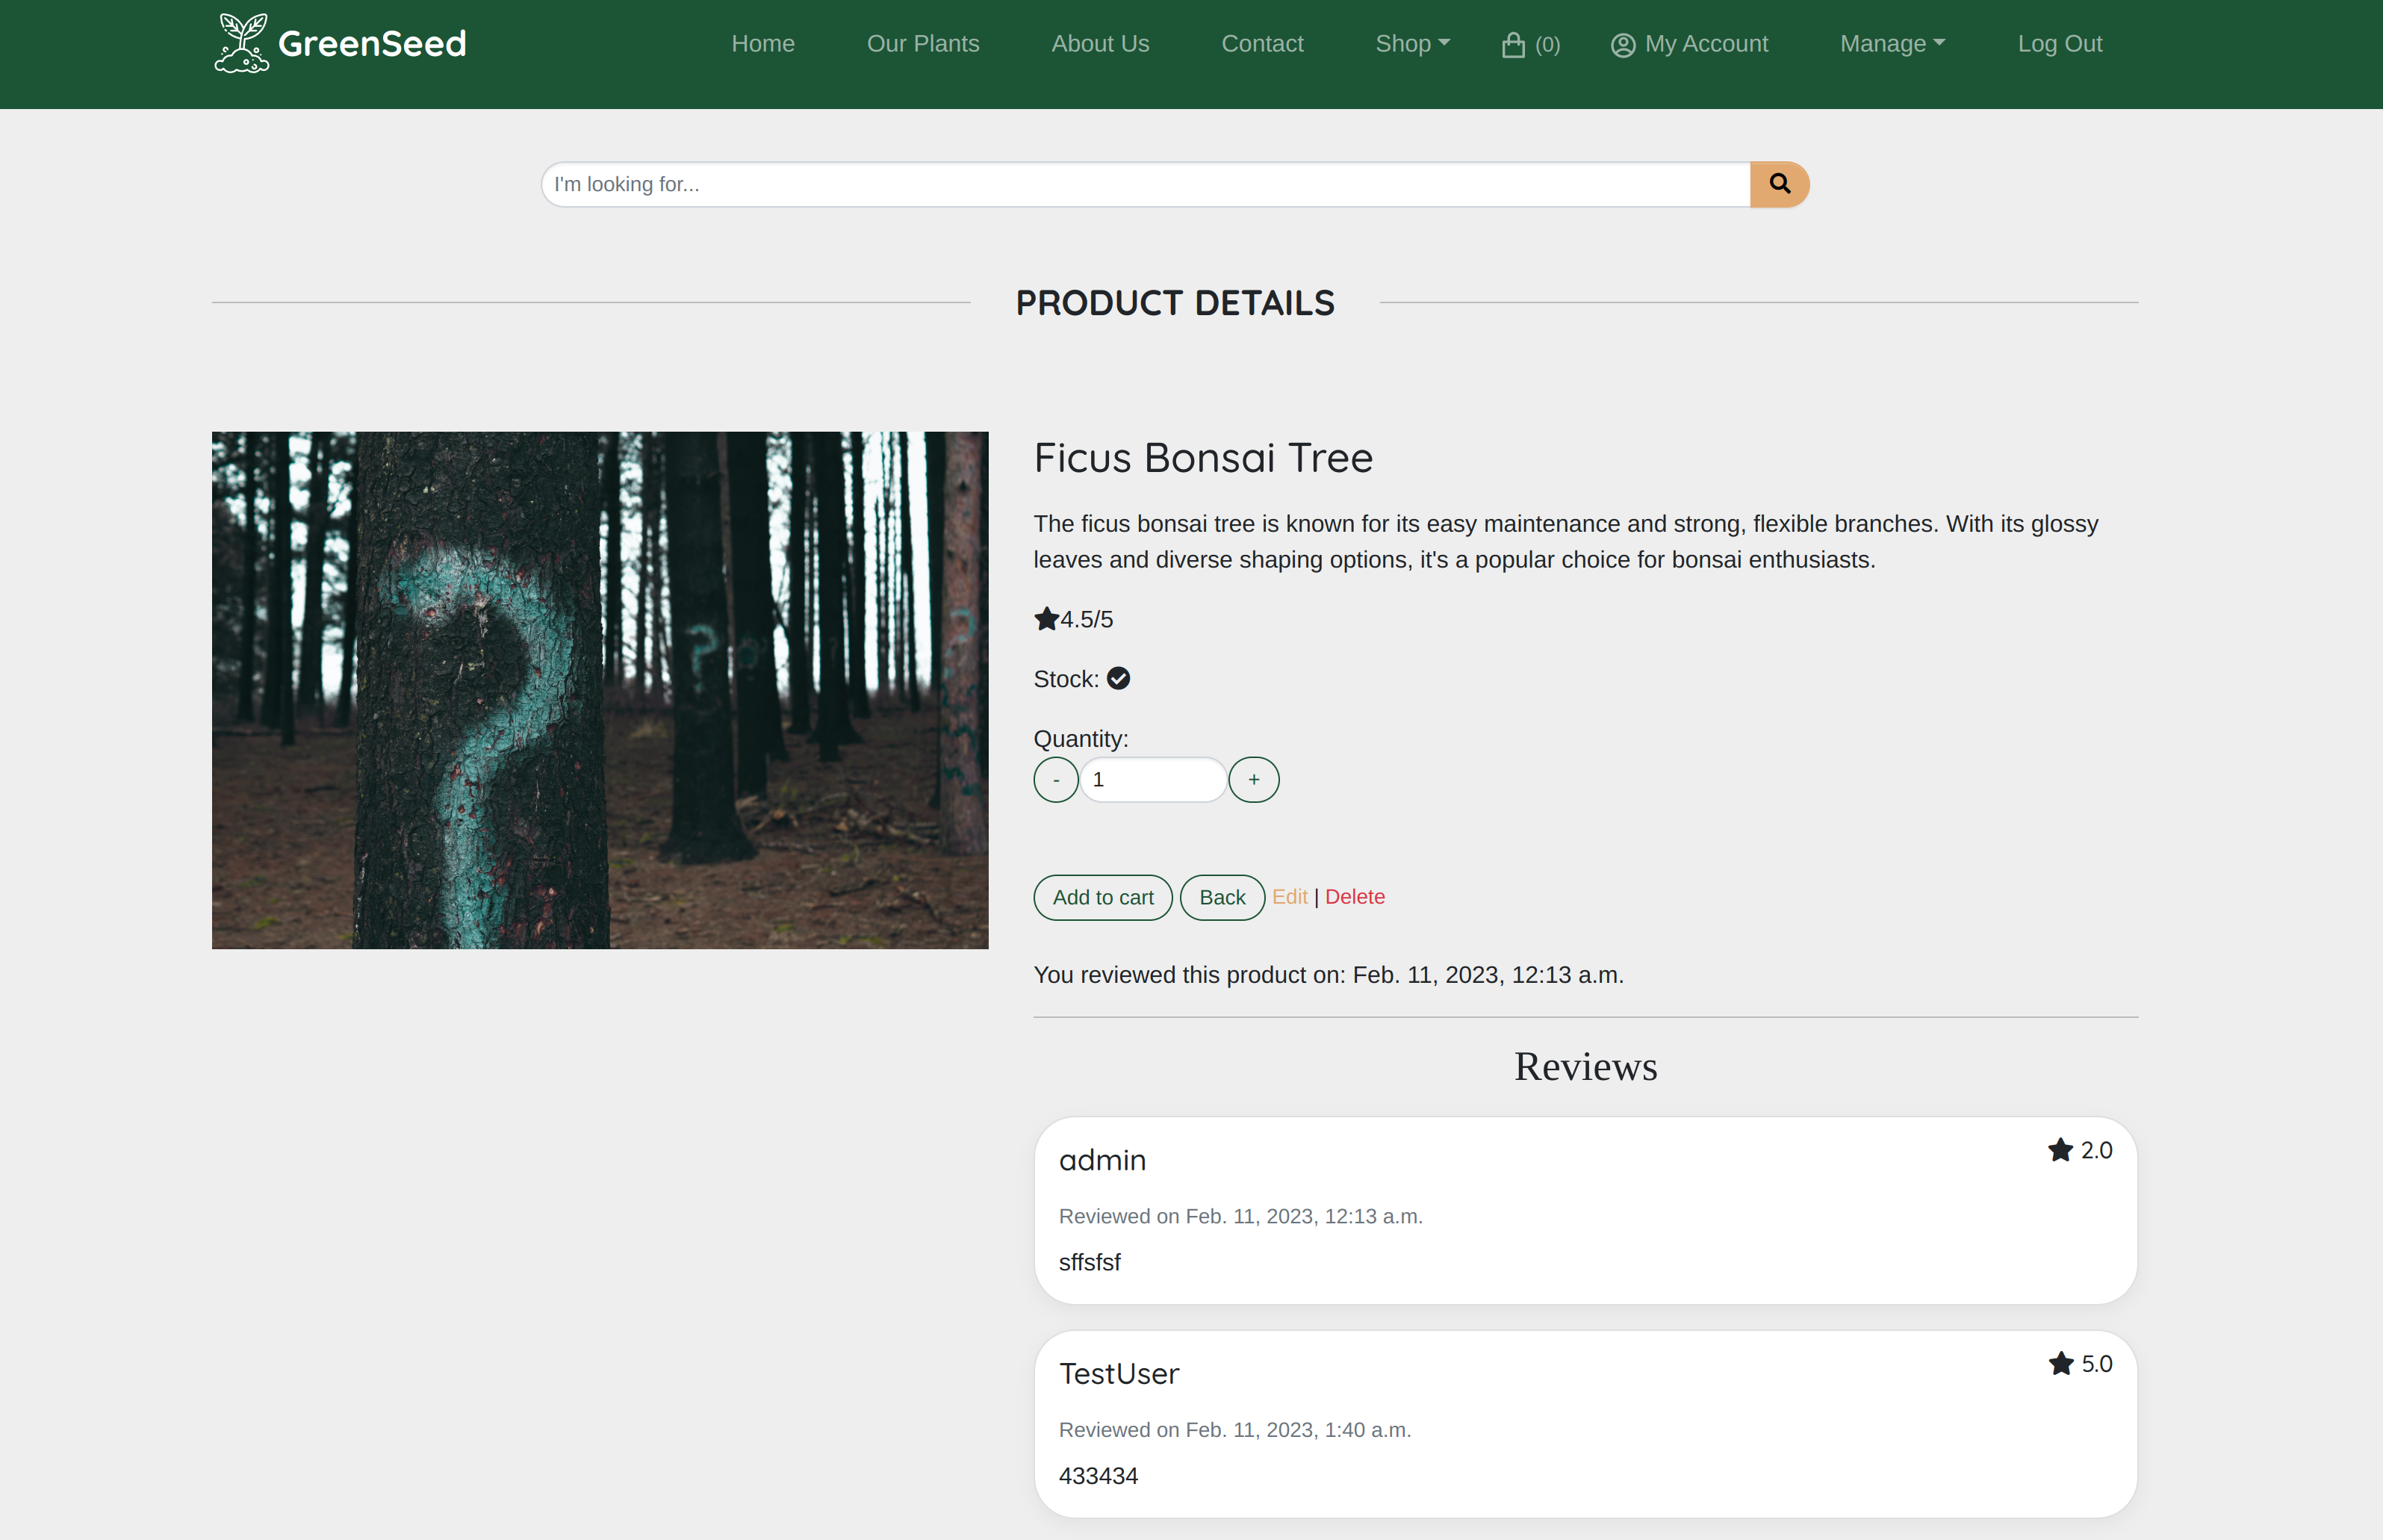 GreenSeed
Home Our Plants About Us Contact Shop (0) My Account Manage Log Out
I'm looking for...
PRODUCT DETAILS
?
Ficus Bonsai Tree
The ficus bonsai tree is known for its easy maintenance and strong, flexible branches. With its glossy
leaves and diverse shaping options, it's a popular choice for bonsai enthusiasts.
4.5/5
Stock:
Quantity:
- 1 +
Add to cart Back Edit | Delete
You reviewed this product on: Feb. 11, 2023, 12:13 a.m.
Reviews
admin 2.0
Reviewed on Feb. 11, 2023, 12:13 a.m.
sffsfsf
TestUser 5.0
Reviewed on Feb. 11, 2023, 1:40 a.m.
433434